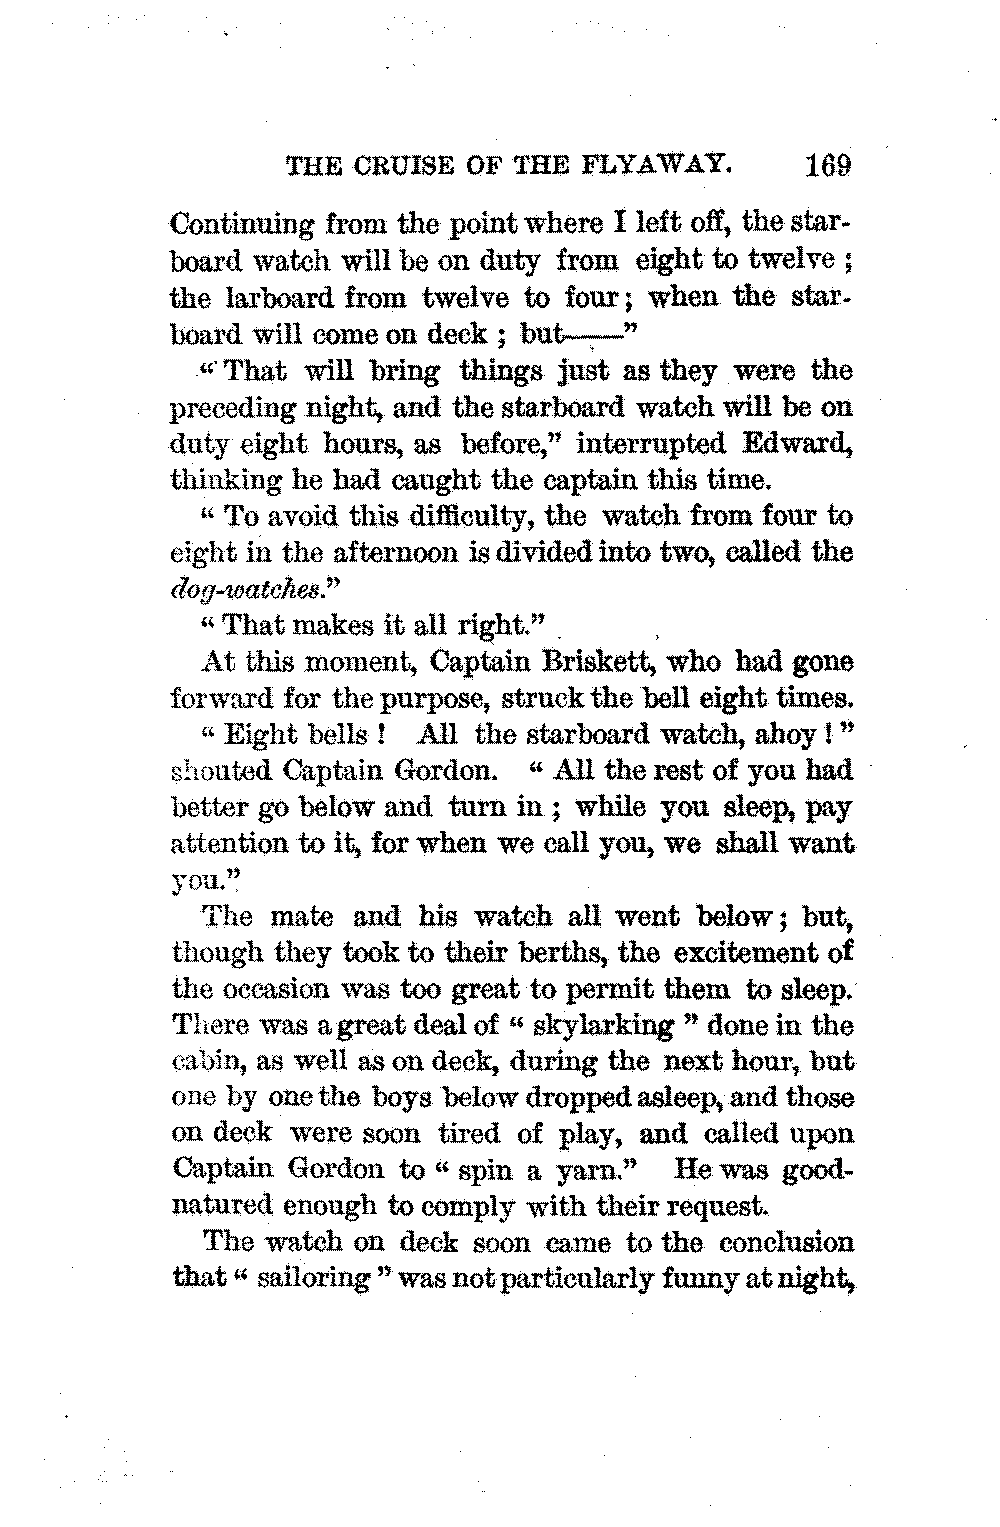 THE CRUISE OF THE FLYAWAY. 169
Continuing from the point where I left off, the star-
board watch will be on duty from eight to twelve ;
the larboard from twelve to four ; when the star-
board will come on deck ; but——"
"That will bring things just as they were the
preceding night, and the starboard watch will be on
duty eight hours, as before," interrupted Edward,
thinking he had caught the captain this time.
" To avoid this difficulty, the watch from four to
eight in the afternoon is divided into two, called the
dog-watches."
" That makes it all right."
At this moment, Captain Briskett, who had gone
forward for the purpose, struck the bell eight times.
" Eight bells ! All the starboard watch, ahoy ! "
shouted Captain Gordon. " All the rest of you had
better go below and turn in ; while you sleep, pay
attention to it, for when we call you, we shall want
you."
The mate and his watch all went below ; but,
though they took to their berths, the excitement of
the occasion was too great to permit them to sleep.
There was a great deal of " skylarking " done in the
cabin, as well as on deck, during the next hour, but
one by one the boys below dropped asleep, and those
on deck were soon tired of play, and called upon
Captain Gordon to " spin a yarn." He was good-
natured enough to comply with their request.
The watch on deck soon came to the conclusion
that " sailoring " was not particularly funny at night,